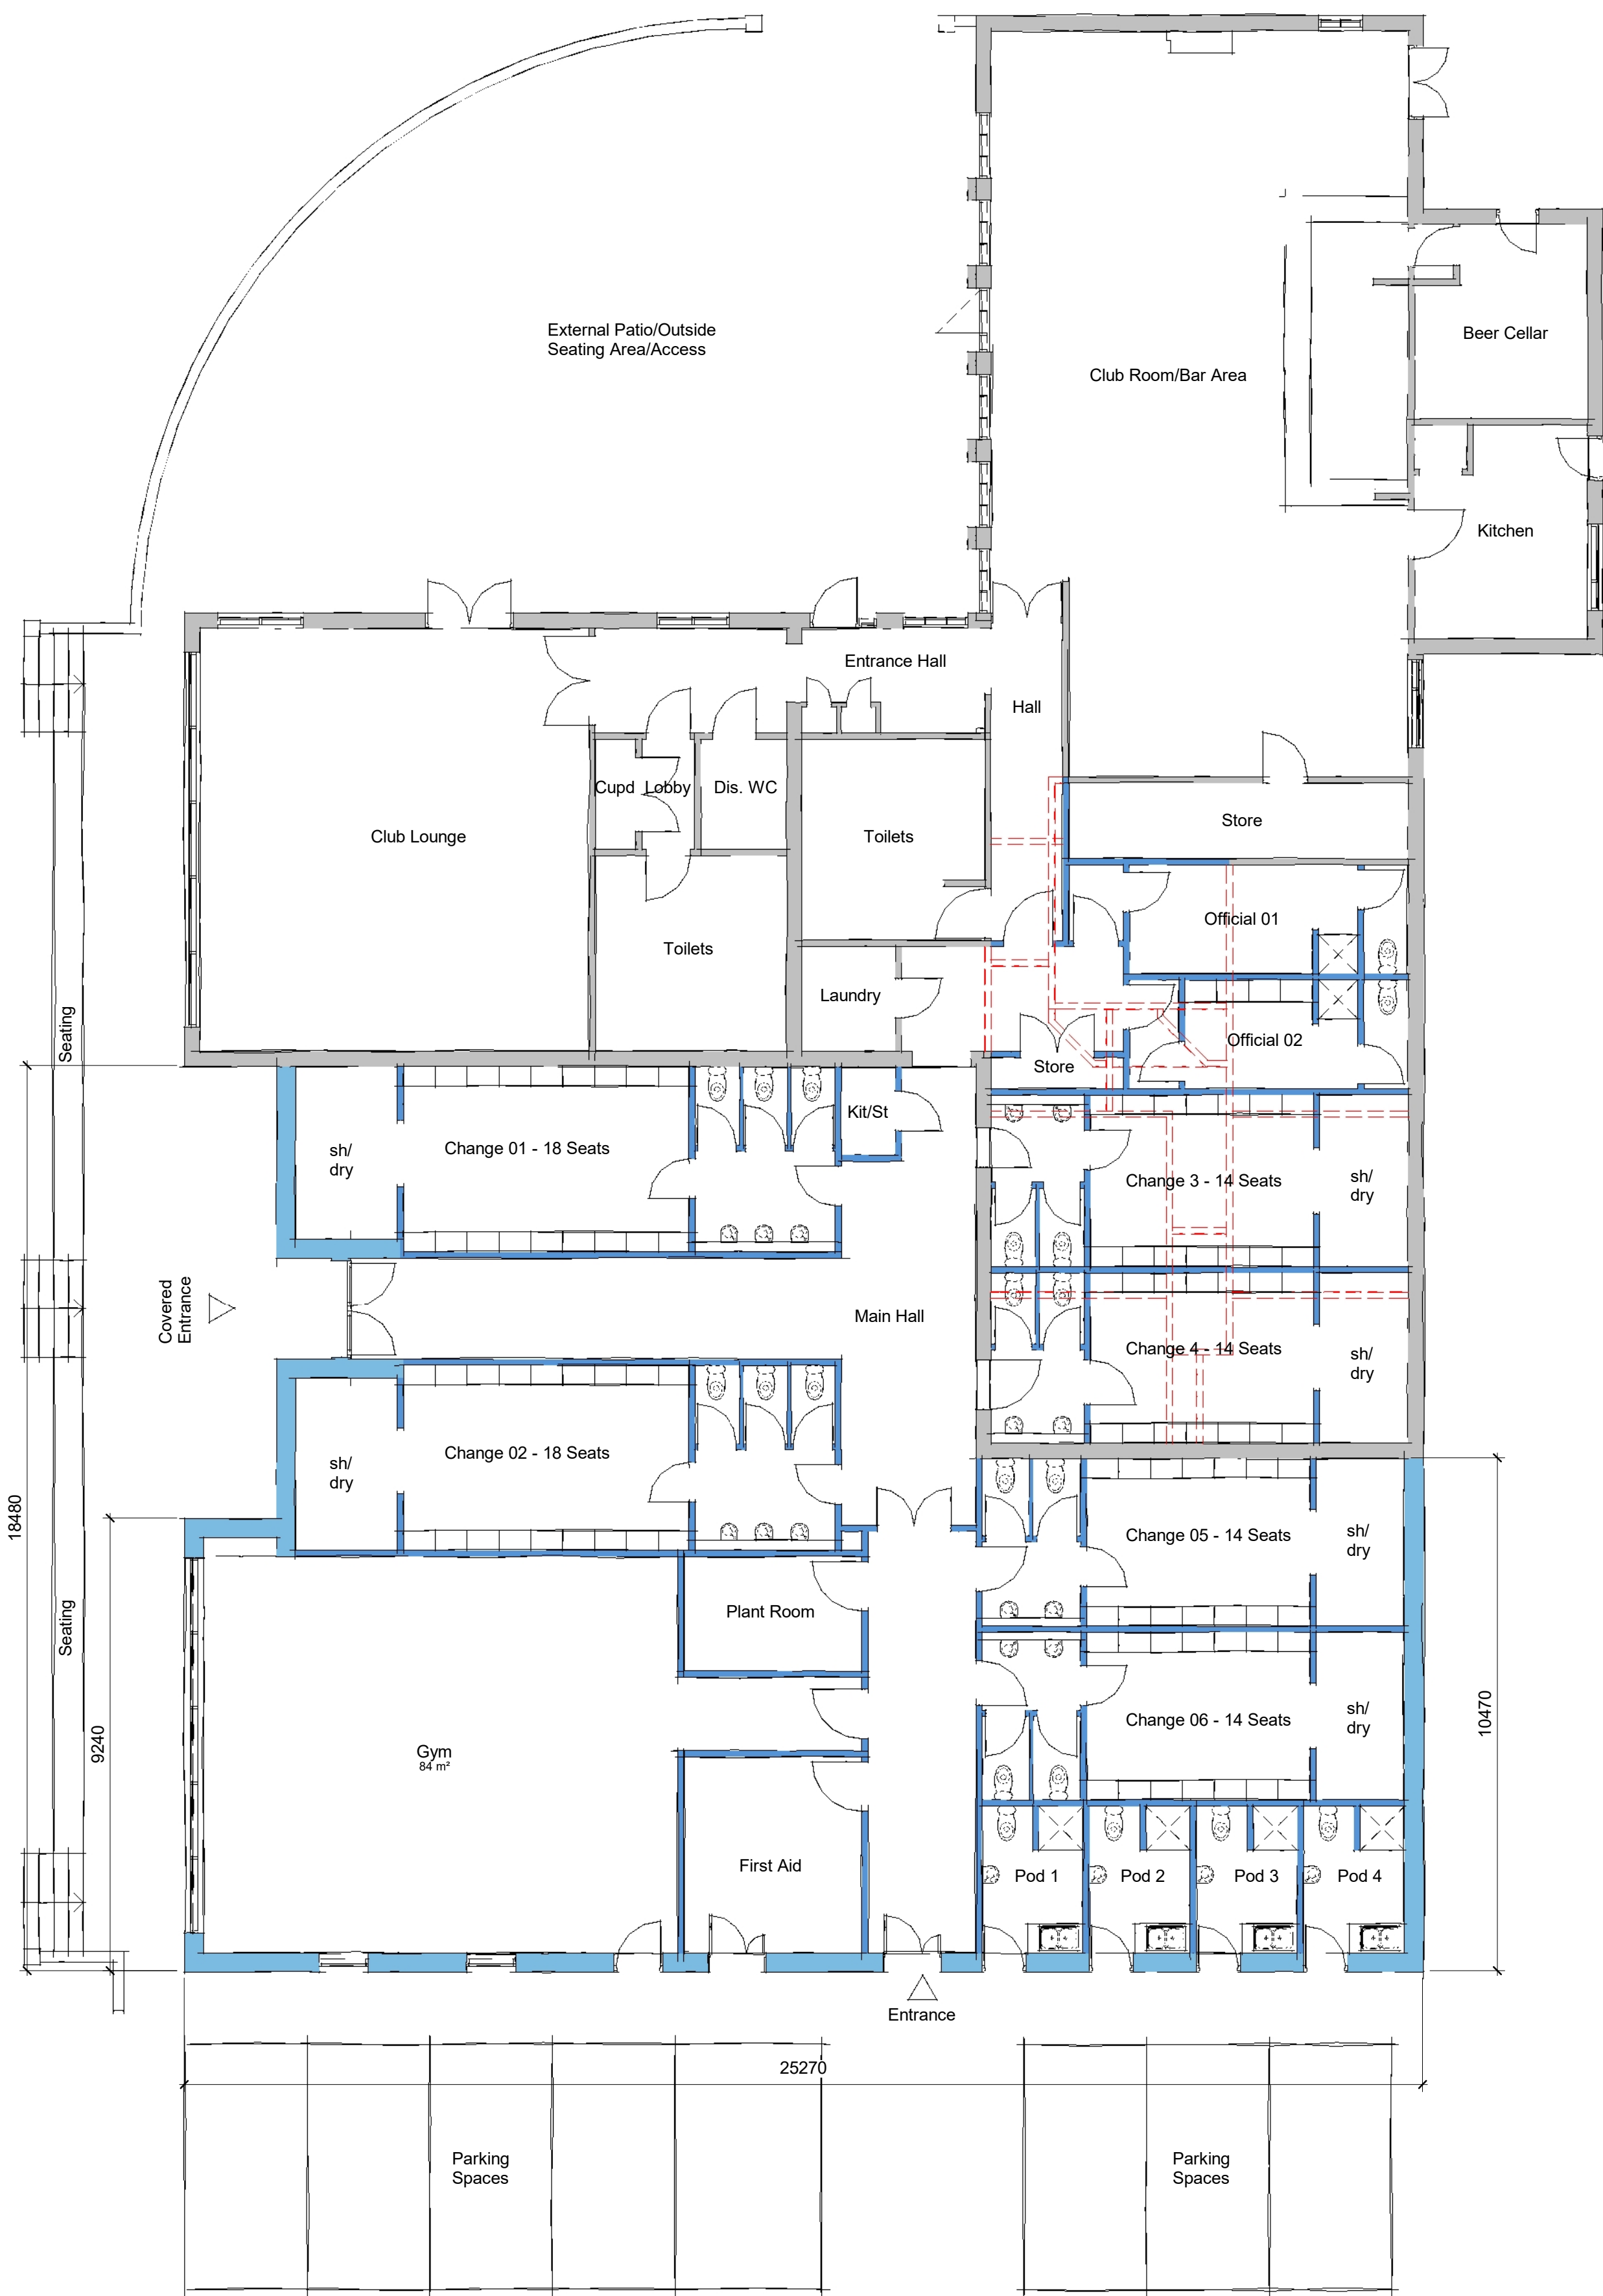 External Patio/Outside
Seating Area/Access
Club Room/Bar Area
Beer Cellar
Kitchen
Entrance Hall
Hall
Cupd
Lobby
Dis. WC
Club Lounge
Toilets
Store
Toilets
Official 01
Laundry
Official 02
Store
Seating
Kit/St
sh/
dry
Change 01 - 18 Seats
Change 3 - 14 Seats
sh/
dry
Covered
Entrance
Main Hall
Change 4 - 14 Seats
sh/
dry
sh/
dry
Change 02 - 18 Seats
18480
Change 05 - 14 Seats
sh/
dry
Seating
Plant Room
9240
Gym
84 m²
Change 06 - 14 Seats
sh/
dry
10470
First Aid
Pod 1
Pod 2
Pod 3
Pod 4
Entrance
25270
Parking
Spaces
Parking
Spaces